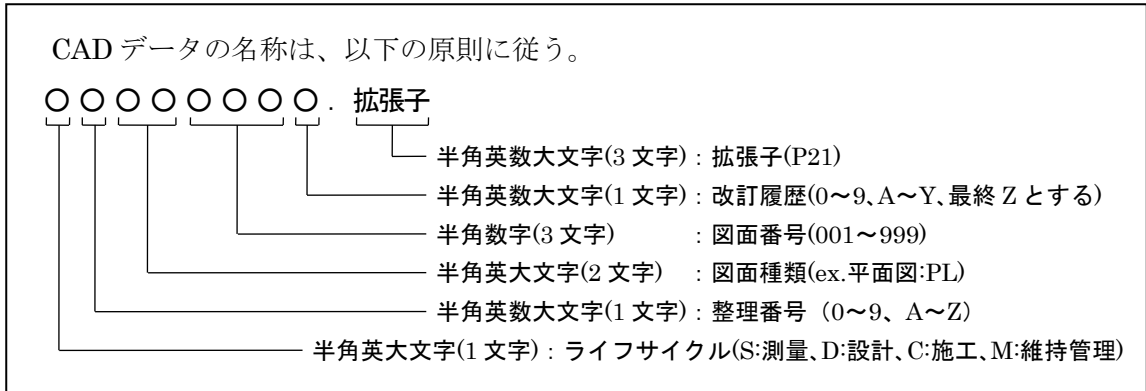 CAD データの名称は、以下の原則に従う。
○○○○○○○○．拡張子
半角英数大文字(3 文字)：拡張子(P21)
半角英数大文字(1 文字)：改訂履歴(0～9、A～Y、最終 Z とする)
半角数字(3 文字)　　　：図面番号(001～999)
半角英大文字(2 文字)　：図面種類(ex.平面図:PL)
半角英数大文字(1 文字)：整理番号（0～9、A～Z）
半角英大文字(1 文字)：ライフサイクル(S:測量、D:設計、C:施工、M:維持管理)